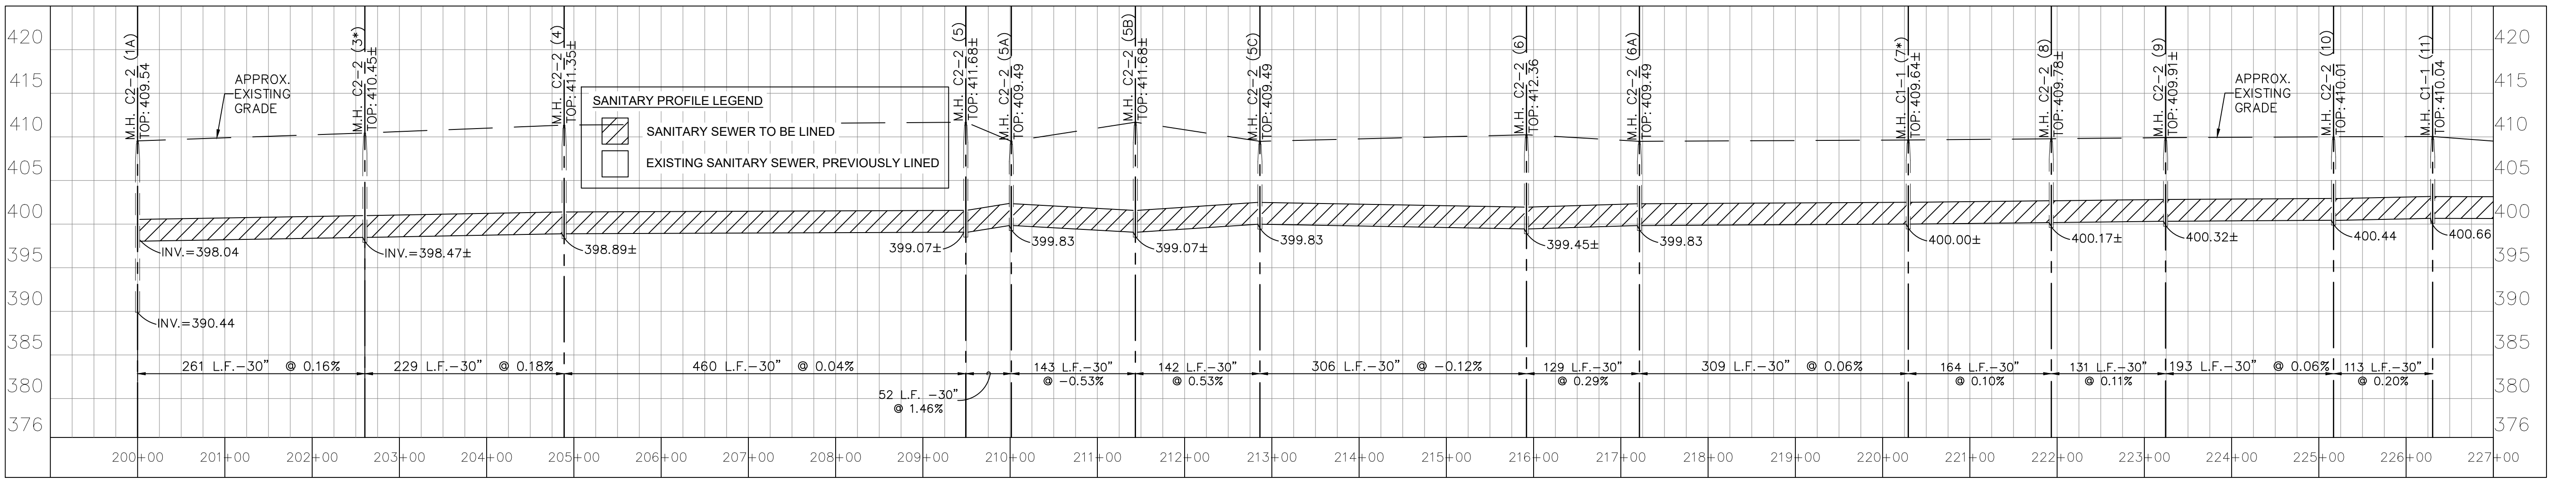 420
415
410
405
400
395
390
385
380
376
M.H. C2-2 (1A)
TOP: 409.54
M.H. C2-2 (3*)
TOP: 410.45±
M.H. C2-2 (4)
TOP: 411.35±
M.H. C2-2 (5)
TOP: 411.68±
M.H. C2-2 (5A)
TOP: 409.49
M.H. C2-2 (5B)
TOP: 411.68±
M.H. C2-2 (5C)
TOP: 409.49
M.H. C2-2 (6)
TOP: 412.36
M.H. C2-2 (6A)
TOP: 409.49
M.H. C1-1 (7*)
TOP: 409.64±
M.H. C2-2 (8)
TOP: 409.78±
M.H. C2-2 (9)
TOP: 409.91±
M.H. C2-2 (10)
TOP: 410.01
M.H. C1-1 (11)
TOP: 410.04
APPROX.
EXISTING
GRADE
SANITARY PROFILE LEGEND
SANITARY SEWER TO BE LINED
EXISTING SANITARY SEWER, PREVIOUSLY LINED
APPROX.
EXISTING
GRADE
INV.=398.04
INV.=398.47±
398.89±
399.07±
399.83
399.07±
399.83
399.45±
399.83
400.00±
400.17±
400.32±
400.44
400.66
INV.=390.44
261 L.F.-30" @ 0.16%
229 L.F.-30" @ 0.18%
460 L.F.-30" @ 0.04%
52 L.F. -30"
@ 1.46%
143 L.F.-30"
@ -0.53%
142 L.F.-30"
@ 0.53%
306 L.F.-30" @ -0.12%
129 L.F.-30"
@ 0.29%
309 L.F.-30" @ 0.06%
164 L.F.-30"
@ 0.10%
131 L.F.-30"
@ 0.11%
193 L.F.-30" @ 0.06%
113 L.F.-30"
@ 0.20%
420
415
410
405
400
395
390
385
380
376
200+00 201+00 202+00 203+00 204+00 205+00 206+00 207+00 208+00 209+00 210+00 211+00 212+00 213+00 214+00 215+00 216+00 217+00 218+00 219+00 220+00 221+00 222+00 223+00 224+00 225+00 226+00 227+00